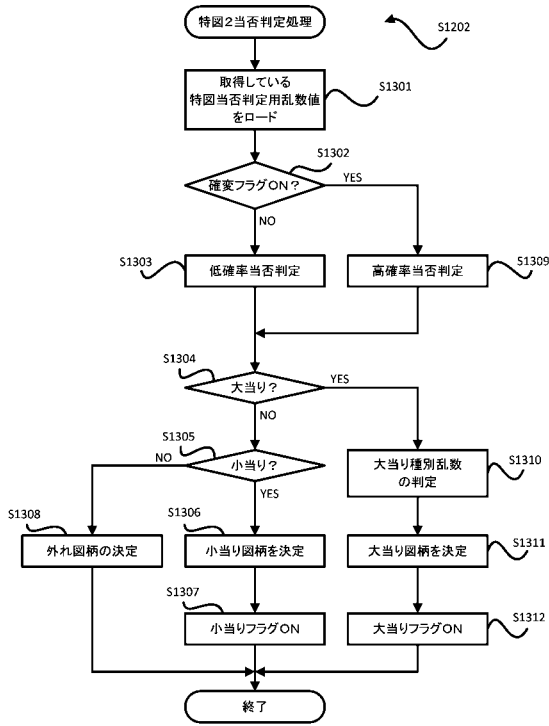 特図２当否判定処理
S1202
取得している
特図当否判定用乱数値
をロード
S1301
S1302
確変フラグON？
YES
NO
S1303
低確率当否判定
高確率当否判定
S1309
S1304
大当り？
YES
NO
S1305
NO
小当り？
YES
大当り種別乱数
の判定
S1310
S1308
外れ図柄の決定
S1306
小当り図柄を決定
大当り図柄を決定
S1311
S1307
小当りフラグON
大当りフラグON
S1312
終了